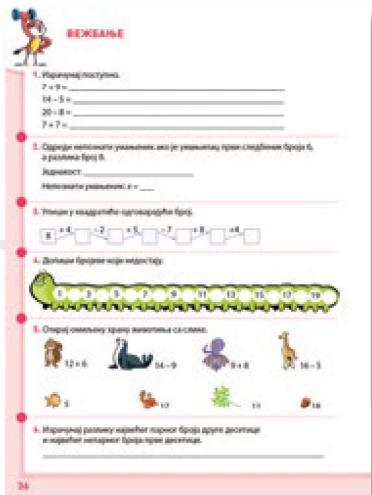 ВЕЖБАЊЕ
1. Израчунај поступно.
7 + 9 =
14 – 5 =
20 – 8 =
7 + 7 =
2. Одреди непознати умањеник ако је умањилац први следбеник броја 6,
а разлика број 8.
Једнакост:
Непознати умањеник: x =
3. Упиши у квадратиће одговарајући број.
8 +4 –2 +5 –7 +8 +4
4. Допиши бројеве који недостају.
1 3 5 7 9 11 13 15 17 19
5. Откриј омиљену храну животиња са слике.
12 + 6 14 – 9 9 + 8 16 – 5
5 17 11 18
6. Израчунај разлику највећег парног броја друге десетице
и највећег непарног броја прве десетице.
36